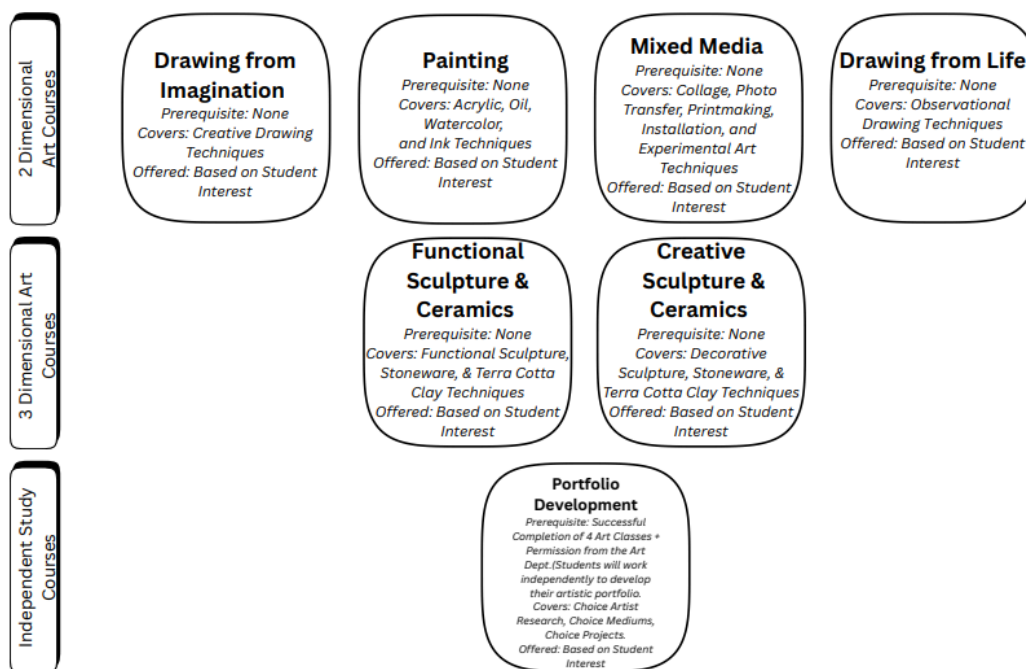 2 Dimensional
Art Courses
Drawing from
Imagination
Prerequisite: None
Covers: Creative Drawing
Techniques
Offered: Based on Student
Interest
Painting
Prerequisite: None
Covers: Acrylic, Oil,
Watercolor,
and Ink Techniques
Offered: Based on Student
Interest
Mixed Media
Prerequisite: None
Covers: Collage, Photo
Transfer, Printmaking,
Installation, and
Experimental Art
Techniques
Offered: Based on Student
Interest
Drawing from Life
Prerequisite: None
Covers: Observational
Drawing Techniques
Offered: Based on Student
Interest
3 Dimensional Art
Courses
Functional
Sculpture &
Ceramics
Prerequisite: None
Covers: Functional Sculpture,
Stoneware, & Terra Cotta
Clay Techniques
Offered: Based on Student
Interest
Creative
Sculpture &
Ceramics
Prerequisite: None
Covers: Decorative
Sculpture, Stoneware, &
Terra Cotta Clay Techniques
Offered: Based on Student
Interest
Independent Study
Courses
Portfolio
Development
Prerequisite: Successful
Completion of 4 Art Classes +
Permission from the Art
Dept.(Students will work
independently to develop
their artistic portfolio.
Covers: Choice Artist
Research, Choice Mediums,
Choice Projects.
Offered: Based on Student
Interest